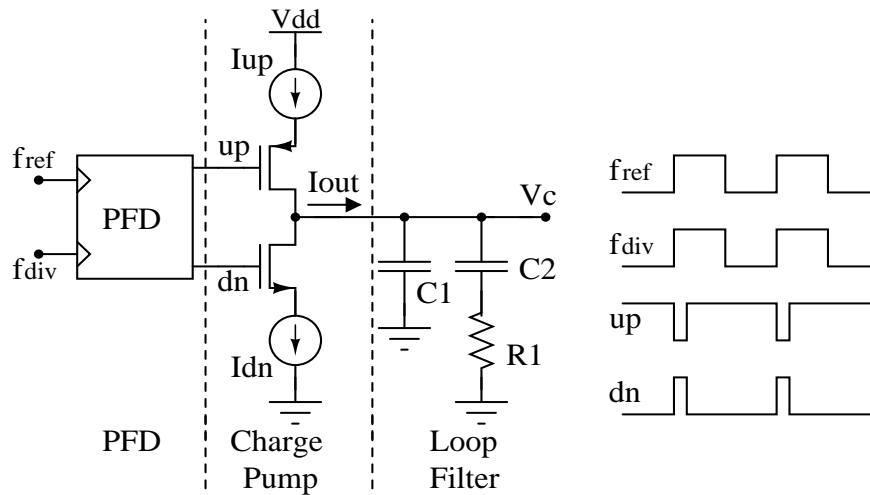 Vdd
Iup
up
fref
PFD
Iout
Vc
fdiv
dn
C1
C2
R1
Idn
PFD
Charge
Pump
Loop
Filter
fref
fdiv
up
dn